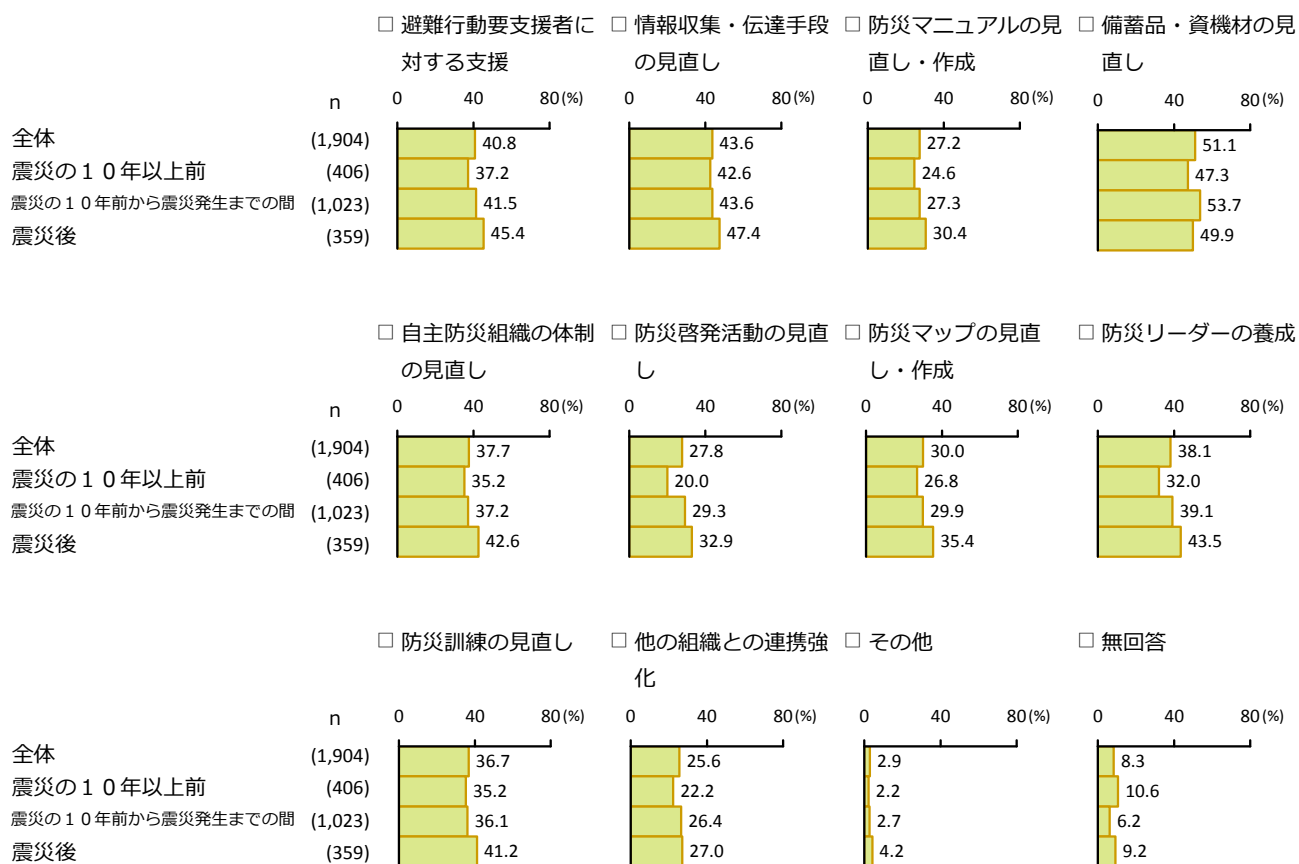 □ 避難行動要支援者に □ 情報収集・伝達手段 □ 防災マニュアルの見 □ 備蓄品・資機材の見
対する支援 の見直し 直し・作成 直し
n 0 40 80(%) 0 40 80(%) 0 40 80(%) 0 40 80(%)
全体 (1,904) 40.8 43.6 27.2 51.1
震災の１０年以上前 (406) 37.2 42.6 24.6 47.3
震災の１０年前から震災発生までの間 (1,023) 41.5 43.6 27.3 53.7
震災後 (359) 45.4 47.4 30.4 49.9
□ 自主防災組織の体制 □ 防災啓発活動の見直 □ 防災マップの見直 □ 防災リーダーの養成
の見直し し し・作成
n 0 40 80(%) 0 40 80(%) 0 40 80(%) 0 40 80(%)
全体 (1,904) 37.7 27.8 30.0 38.1
震災の１０年以上前 (406) 35.2 20.0 26.8 32.0
震災の１０年前から震災発生までの間 (1,023) 37.2 29.3 29.9 39.1
震災後 (359) 42.6 32.9 35.4 43.5
□ 防災訓練の見直し □ 他の組織との連携強 □ その他 □ 無回答
化
n 0 40 80(%) 0 40 80(%) 0 40 80(%) 0 40 80(%)
全体 (1,904) 36.7 25.6 2.9 8.3
震災の１０年以上前 (406) 35.2 22.2 2.2 10.6
震災の１０年前から震災発生までの間 (1,023) 36.1 26.4 2.7 6.2
震災後 (359) 41.2 27.0 4.2 9.2